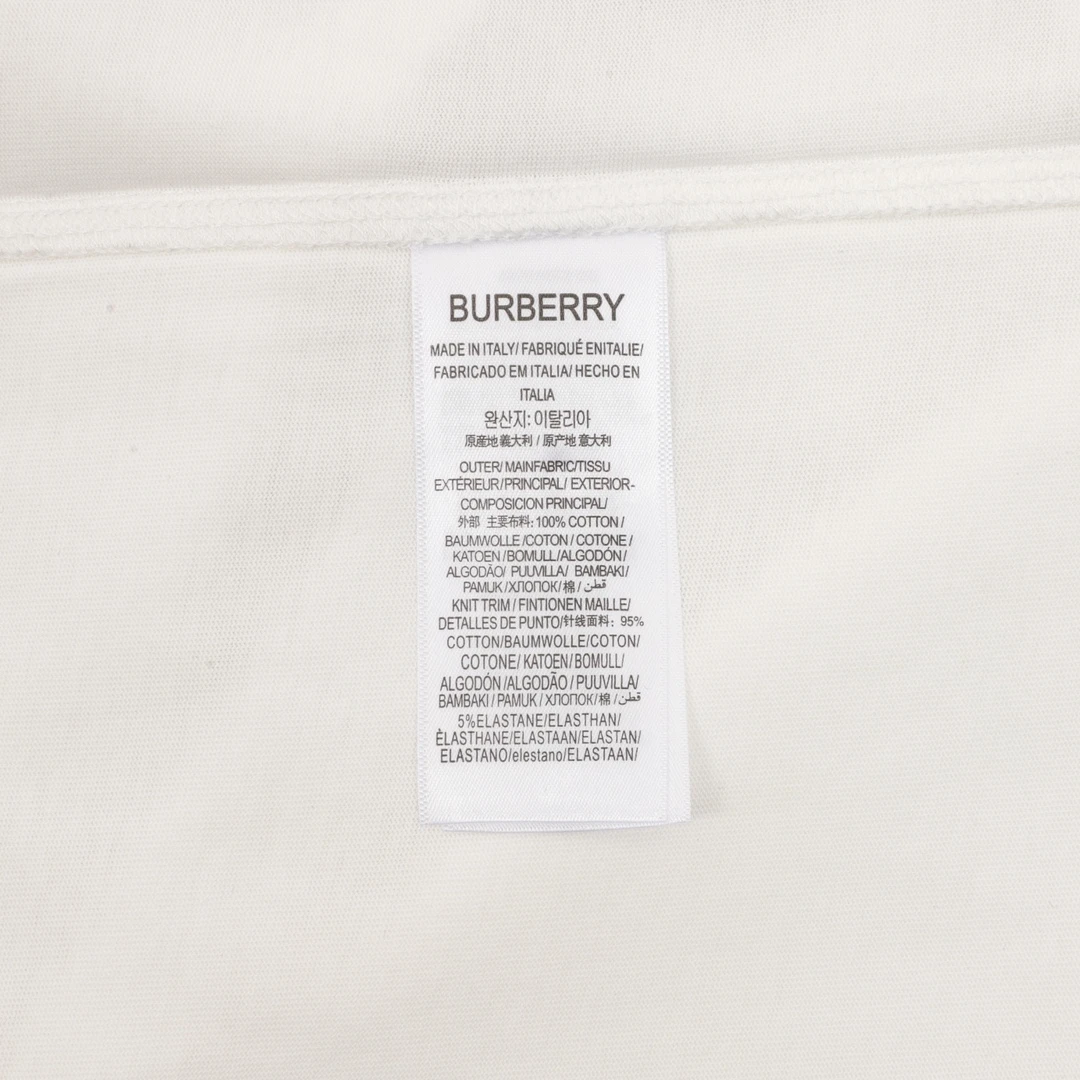 BURBERRY
MADE IN ITALY/ FABRIQUÉ ENITALIE/
FABRICADO EM ITALIA/ HECHO EN
ITALIA
완산지: 이탈리아
原産地義大利 / 原产地 意大利
OUTER/ MAINFABRIC/TISSU
EXTÉRIEUR/PRINCIPAL/ EXTERIOR-
COMPOSICION PRINCIPAL/
外部 主要布料: 100% COTTON /
BAUMWOLLE /COTON / COTONE /
KATOEN /BOMULL/ALGODÓN /
ALGODÃO/ PUUVILLA/ BAMBAKI /
PAMUK /ХЛОПОК/ 棉 / قطن
KNIT TRIM / FINTIONEN MAILLE/
DETALLES DE PUNTO/针线面料: 95%
COTTON/BAUMWOLLE/COTON/
COTONE/ KATOEN/BOMULL/
ALGODÓN /ALGODÃO / PUUVILLA/
BAMBAKI / PAMUK / ХЛОПОК/ 棉 / قطن
5%ELASTANE/ELASTHAN/
ÈLASTHANE/ELASTAAN/ELASTAN/
ELASTANO/elestano/ELASTAAN/